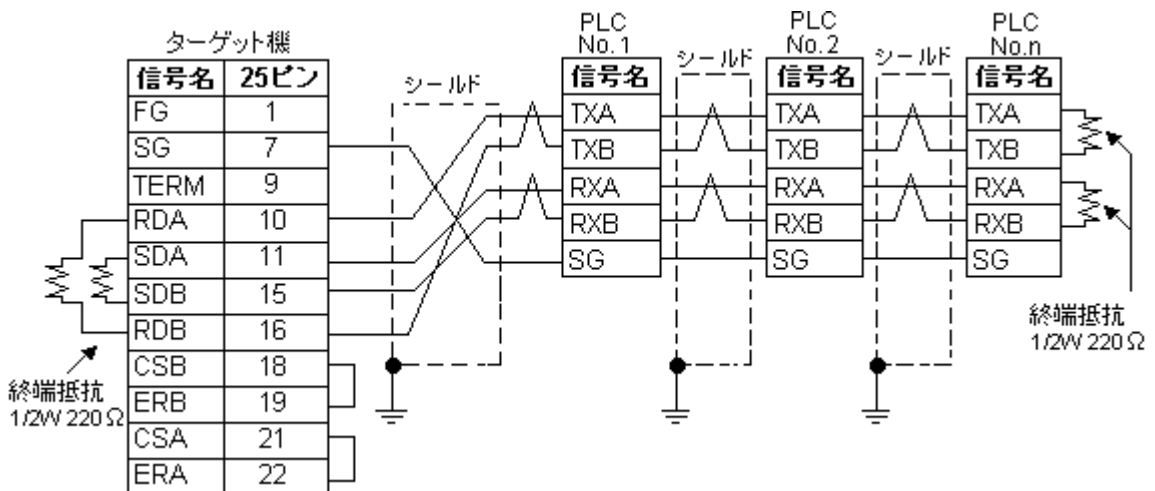 ターゲット機
信号名 25ピン
FG 1
SG 7
TERM 9
RDA 10
SDA 11
SDB 15
RDB 16
CSB 18
ERB 19
CSA 21
ERA 22
終端抵抗
1/2W 220Ω
シールド
PLC
No.1
信号名
TXA
TXB
RXA
RXB
SG
シールド
PLC
No.2
信号名
TXA
TXB
RXA
RXB
SG
シールド
PLC
No.n
信号名
TXA
TXB
RXA
RXB
SG
終端抵抗
1/2W 220Ω